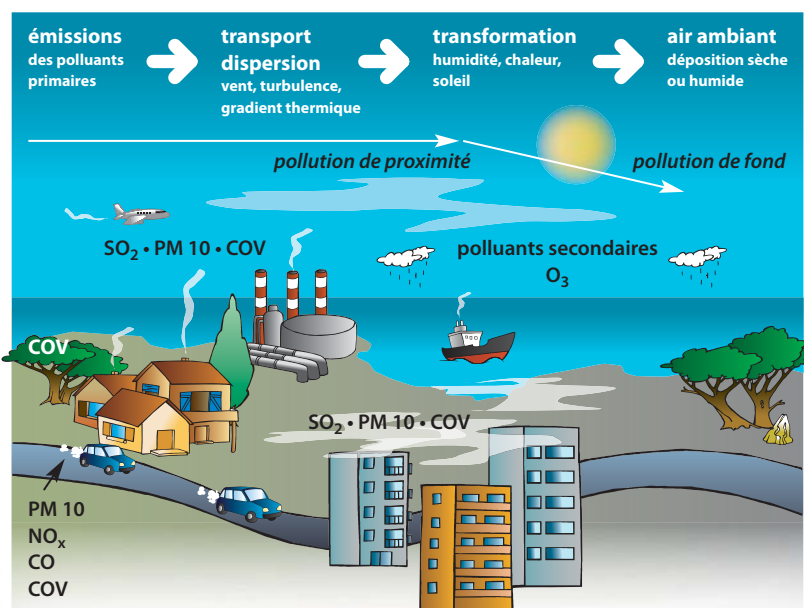 émissions
des polluants
primaires
transport
dispersion
vent, turbulence,
gradient thermique
transformation
humidité, chaleur,
soleil
air ambiant
déposition sèche
ou humide
pollution de proximité
pollution de fond
SO₂ • PM 10 • COV
polluants secondaires
O₃
COV
SO₂ • PM 10 • COV
PM 10
NOₓ
CO
COV